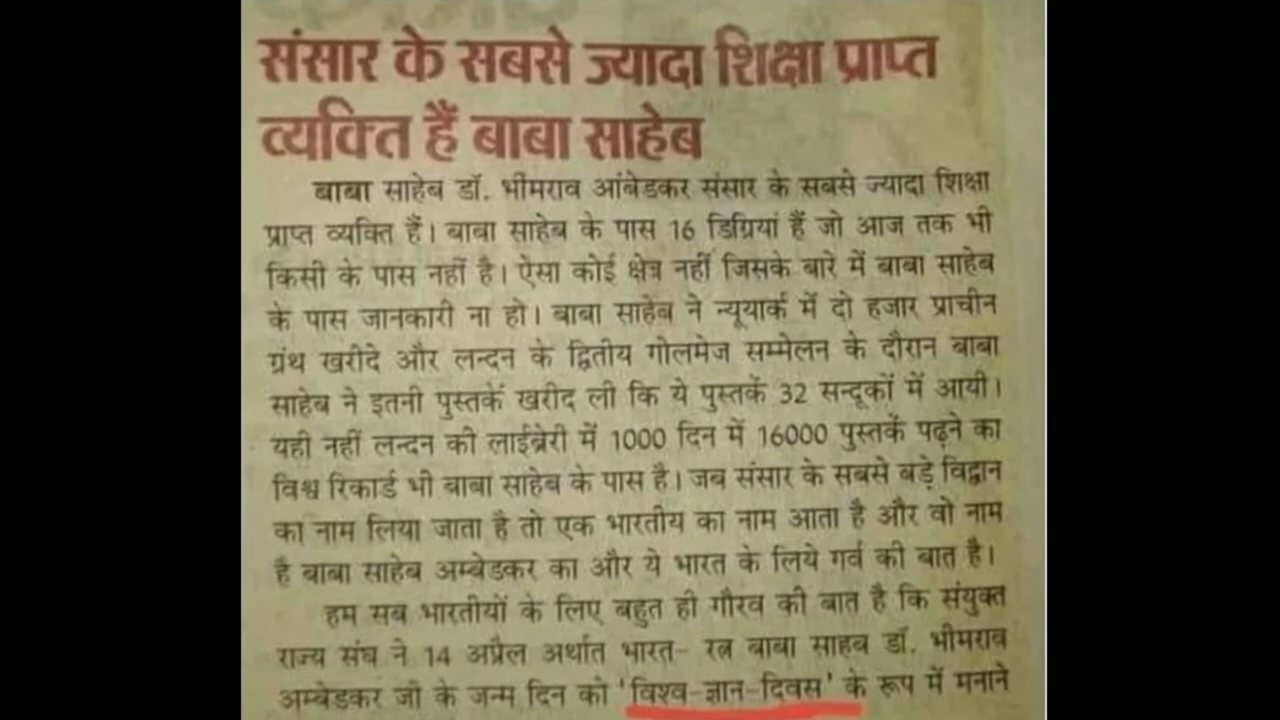 संसार के सबसे ज्यादा शिक्षा प्राप्त
व्यक्ति हैं बाबा साहेब
बाबा साहेब डॉ. भीमराव आंबेडकर संसार के सबसे ज्यादा शिक्षा
प्राप्त व्यक्ति हैं। बाबा साहेब के पास 16 डिग्रियां हैं जो आज तक भी
किसी के पास नहीं है। ऐसा कोई क्षेत्र नहीं जिसके बारे में बाबा साहेब
के पास जानकारी ना हो। बाबा साहेब ने न्यूयार्क में दो हजार प्राचीन
ग्रंथ खरीदे और लन्दन के द्वितीय गोलमेज सम्मेलन के दौरान बाबा
साहेब ने इतनी पुस्तकें खरीद ली कि ये पुस्तकें 32 सन्दूकों में आयी।
यही नहीं लन्दन की लाईब्रेरी में 1000 दिन में 16000 पुस्तकें पढ़ने का
विश्व रिकार्ड भी बाबा साहेब के पास है। जब संसार के सबसे बड़े विद्वान
का नाम लिया जाता है तो एक भारतीय का नाम आता है और वो नाम
है बाबा साहेब अम्बेडकर का और ये भारत के लिये गर्व की बात है।
हम सब भारतीयों के लिए बहुत ही गौरव की बात है कि संयुक्त
राज्य संघ ने 14 अप्रैल अर्थात भारत- रत्न बाबा साहब डॉ. भीमराव
अम्बेडकर जी के जन्म दिन को 'विश्व-ज्ञान-दिवस' के रूप में मनाने